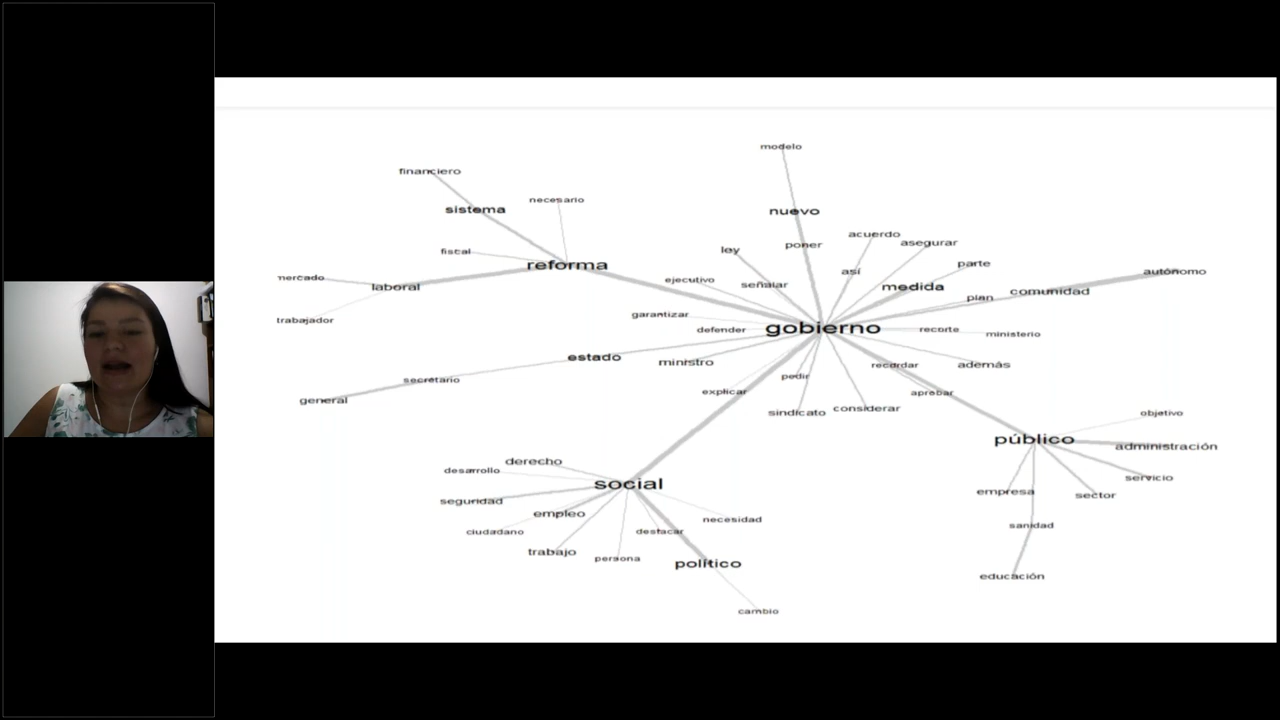 modelo
financiero
necesario
sistema
nuevo
acuerdo
asegurar
poner
ley
fiscal
parte
reforma
así
autónomo
mercado
ejecutivo
señalar
medida
laboral
comunidad
plan
garantizar
trabajador
gobierno
defender
recorte
ministerio
estado
ministro
recordar
además
pedir
secretario
explicar
aprobar
general
sindicato
considerar
objetivo
público
administración
derecho
desarrollo
servicio
social
empresa
sector
seguridad
empleo
necesidad
sanidad
ciudadano
destacar
trabajo
persona
político
educación
cambio